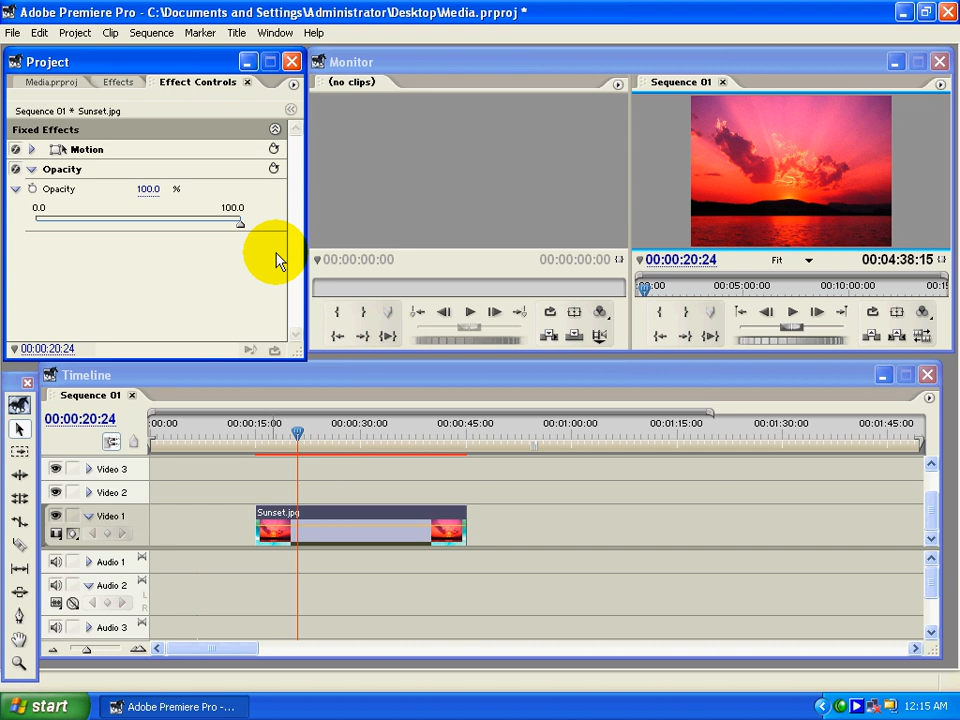 Adobe Premiere Pro - C:\Documents and Settings\Administrator\Desktop\Media.prproj *
File Edit Project Clip Sequence Marker Title Window Help
Project
Media.prproj Effects Effect Controls
Sequence 01 * Sunset.jpg
Fixed Effects
Motion
Opacity
Opacity 100.0 %
0.0 100.0
00:00:20:24
Monitor
(no clips)
00:00:00:00 00:00:00:00
Sequence 01
00:00:20:24 Fit 00:04:38:15
00:00 00:05:00:00 00:10:00:00 00:15
Timeline
Sequence 01
00:00:20:24
:00:00 00:00:15:00 00:00:30:00 00:00:45:00 00:01:00:00 00:01:15:00 00:01:30:00 00:01:45:00
Video 3
Video 2
Video 1
Sunset.jpg
Audio 1
Audio 2
L
R
Audio 3
start
Adobe Premiere Pro -...
12:15 AM